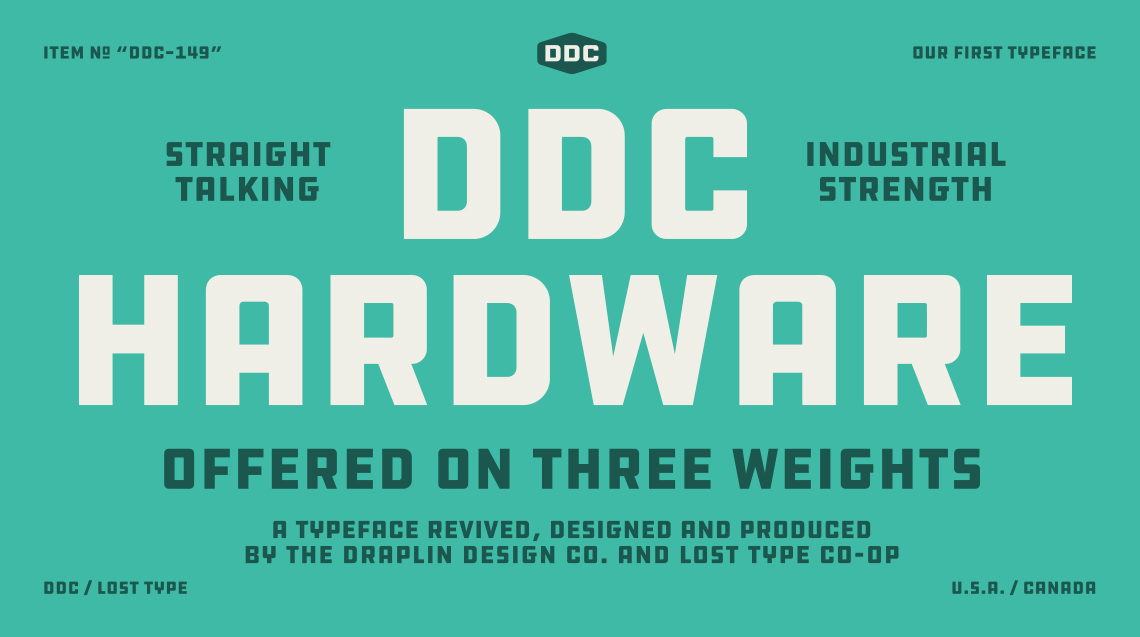 ITEM Nº “DDC-149”
DDC
OUR FIRST TYPEFACE
STRAIGHT
TALKING
DDC
INDUSTRIAL
STRENGTH
HARDWARE
OFFERED ON THREE WEIGHTS
A TYPEFACE REVIVED, DESIGNED AND PRODUCED
BY THE DRAPLIN DESIGN CO. AND LOST TYPE CO-OP
DDC / LOST TYPE
U.S.A. / CANADA